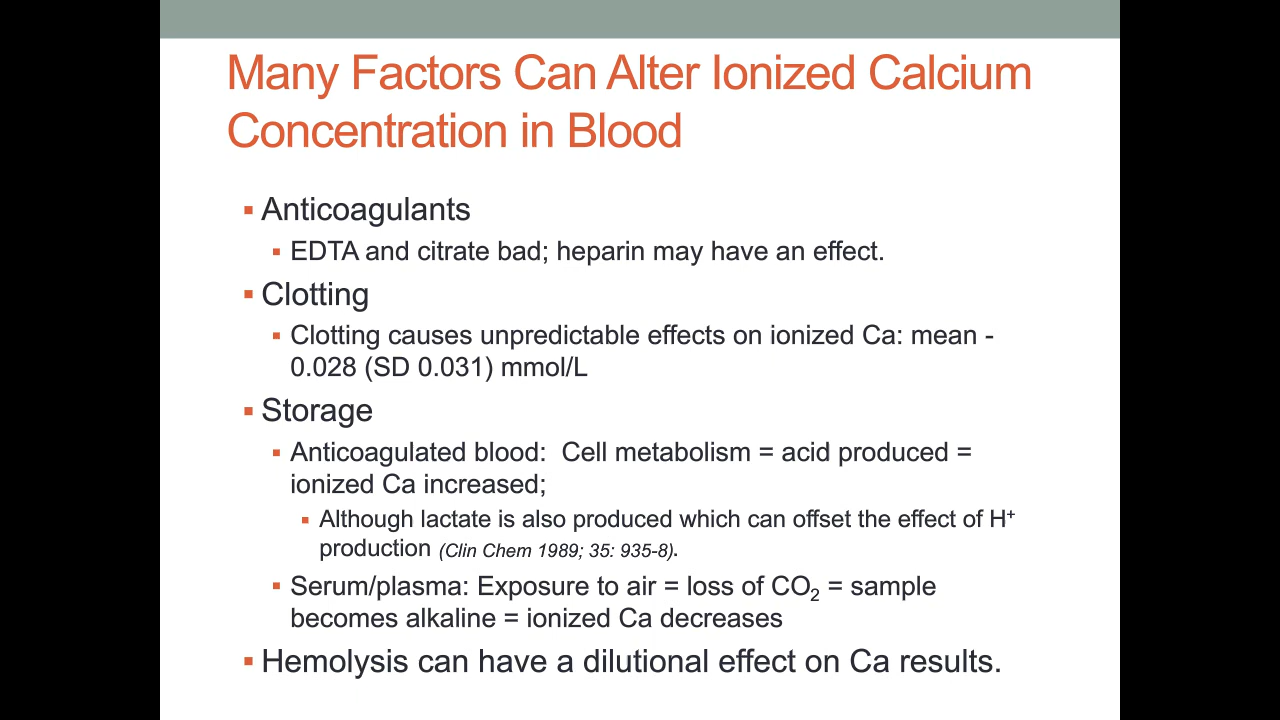 Many Factors Can Alter Ionized Calcium
Concentration in Blood
▪ Anticoagulants
▪ EDTA and citrate bad; heparin may have an effect.
▪ Clotting
▪ Clotting causes unpredictable effects on ionized Ca: mean -
0.028 (SD 0.031) mmol/L
▪ Storage
▪ Anticoagulated blood:  Cell metabolism = acid produced =
ionized Ca increased;
▪ Although lactate is also produced which can offset the effect of H⁺
production (Clin Chem 1989; 35: 935-8).
▪ Serum/plasma: Exposure to air = loss of CO₂ = sample
becomes alkaline = ionized Ca decreases
▪ Hemolysis can have a dilutional effect on Ca results.